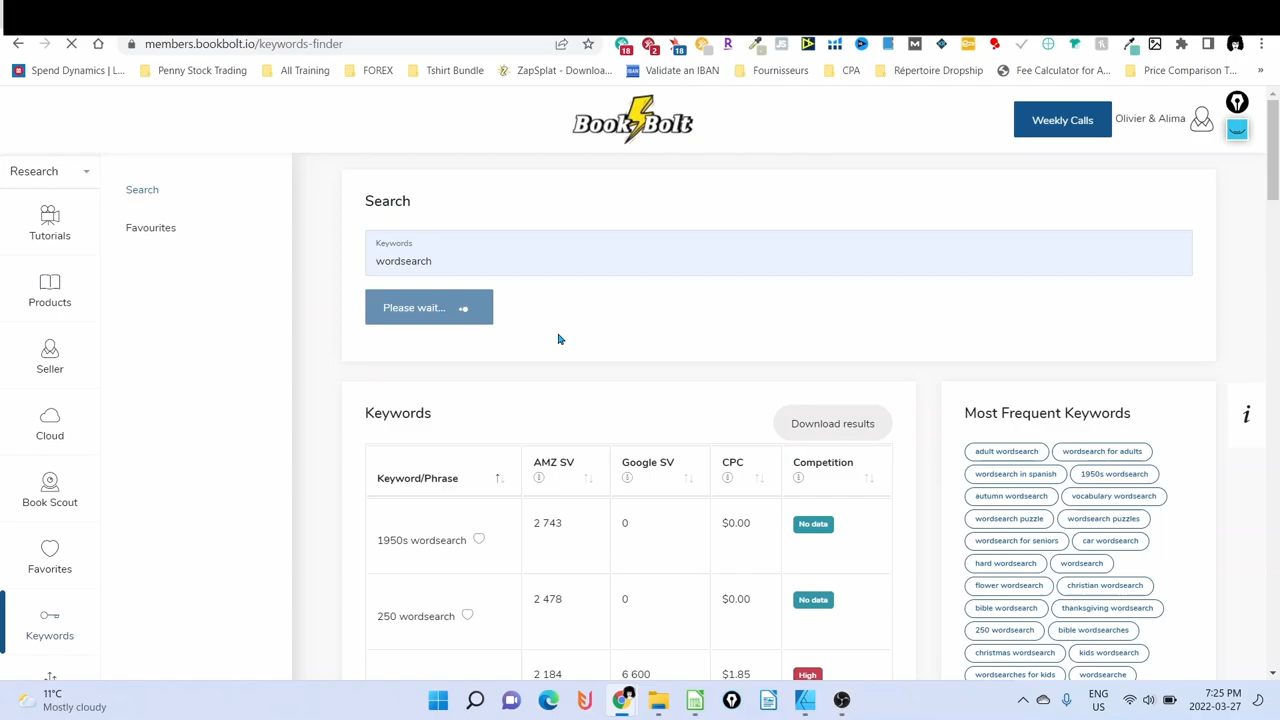 members.bookbolt.io/keywords-finder
18
2
18
Spend Dynamics | L...
Penny Stock Trading
All Training
FOREX
Tshirt Bundle
ZapSplat - Downloa...
IBAN
Validate an IBAN
Fournisseurs
CPA
Répertoire Dropship
Fee Calculator for A...
Price Comparison T...
»
Book Bolt
Weekly Calls
Olivier & Alima
Research
Search
Favourites
Tutorials
Products
Seller
Cloud
Book Scout
Favorites
Keywords
Search
Keywords
wordsearch
Please wait...
Keywords
Download results
Keyword/Phrase
AMZ SV
Google SV
CPC
Competition
1950s wordsearch
2 743
0
$0.00
No data
250 wordsearch
2 478
0
$0.00
No data
2 184
6 600
$1.85
High
Most Frequent Keywords
adult wordsearch
wordsearch for adults
wordsearch in spanish
1950s wordsearch
autumn wordsearch
vocabulary wordsearch
wordsearch puzzle
wordsearch puzzles
wordsearch for seniors
car wordsearch
hard wordsearch
wordsearch
flower wordsearch
christian wordsearch
bible wordsearch
thanksgiving wordsearch
250 wordsearch
bible wordsearches
christmas wordsearch
kids wordsearch
wordsearches for kids
wordsearche
i
11°C
Mostly cloudy
ENG
US
7:25 PM
2022-03-27